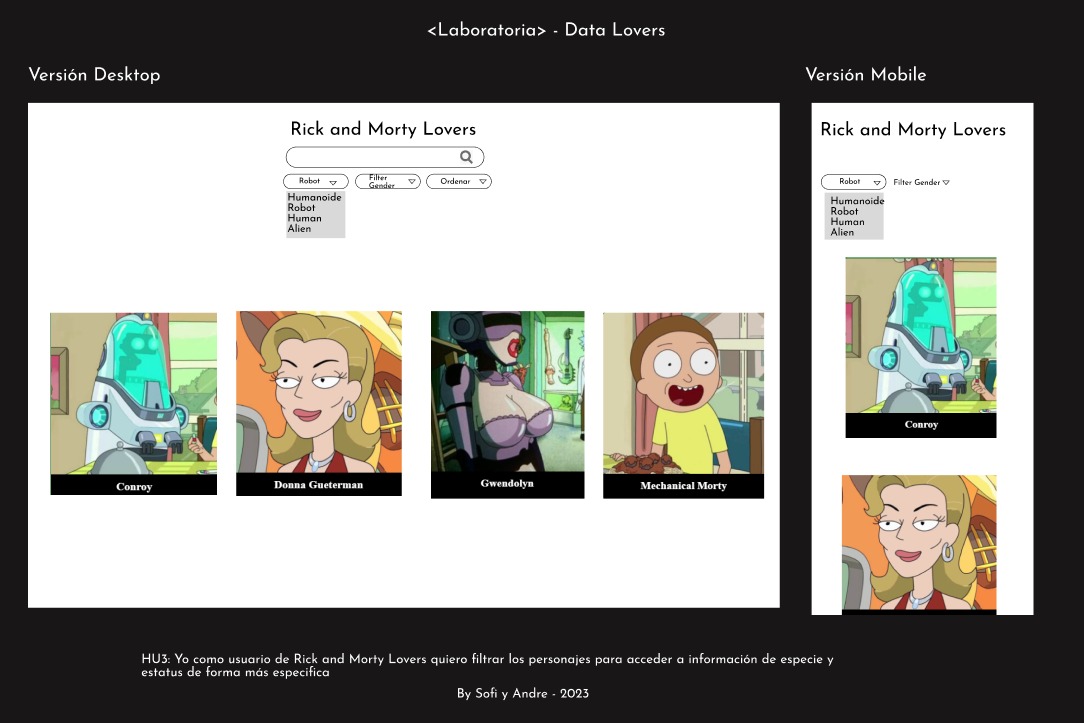 <Laboratoria> - Data Lovers
Versión Desktop
Versión Mobile
Rick and Morty Lovers
Robot
Filter
Gender
Ordenar
Humanoide
Robot
Human
Alien
Conroy
Donna Gueterman
Gwendolyn
Mechanical Morty
Rick and Morty Lovers
Robot
Filter Gender
Humanoide
Robot
Human
Alien
Conroy
HU3: Yo como usuario de Rick and Morty Lovers quiero filtrar los personajes para acceder a información de especie y
estatus de forma más especifica
By Sofi y Andre - 2023